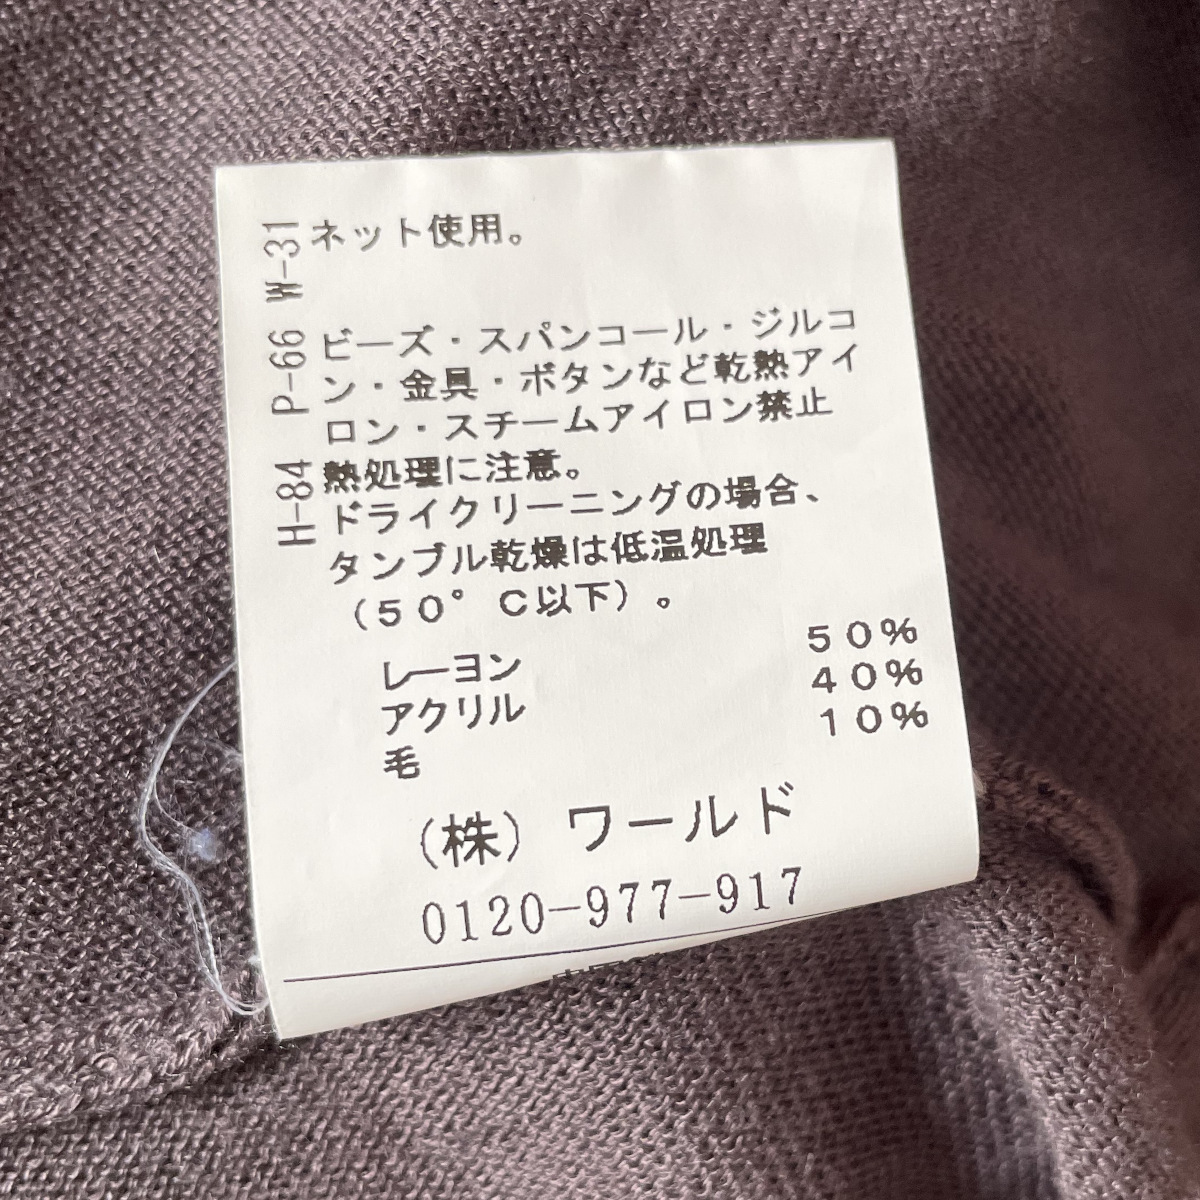 ネット使用。
ビーズ・スパンコール・ジルコ
ン・金具・ボタンなど乾熱アイ
ロン・スチームアイロン禁止
熱処理に注意。
ドライクリーニングの場合、
タンブル乾燥は低温処理
(50°C以下)。
レーヨン 50%
アクリル 40%
毛 10%
(株)ワールド
0120-977-917
H-84 P-66 W-31